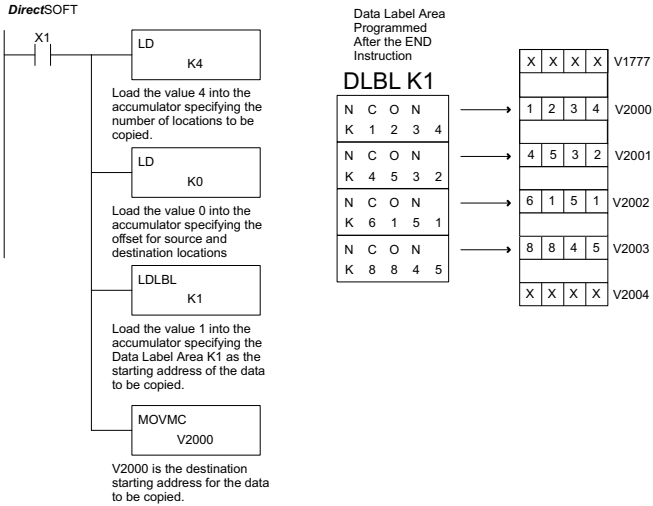 DirectSOFT
X1
LD
K4
Load the value 4 into the
accumulator specifying the
number of locations to be
copied.
LD
K0
Load the value 0 into the
accumulator specifying the
offset for source and
destination locations
LDLBL
K1
Load the value 1 into the
accumulator specifying the
Data Label Area K1 as the
starting address of the data
to be copied.
MOVMC
V2000
V2000 is the destination
starting address for the data
to be copied.
Data Label Area
Programmed
After the END
Instruction
DLBL K1
N C O N
K 1 2 3 4
N C O N
K 4 5 3 2
N C O N
K 6 1 5 1
N C O N
K 8 8 4 5
X X X X V1777
1 2 3 4 V2000
4 5 3 2 V2001
6 1 5 1 V2002
8 8 4 5 V2003
X X X X V2004